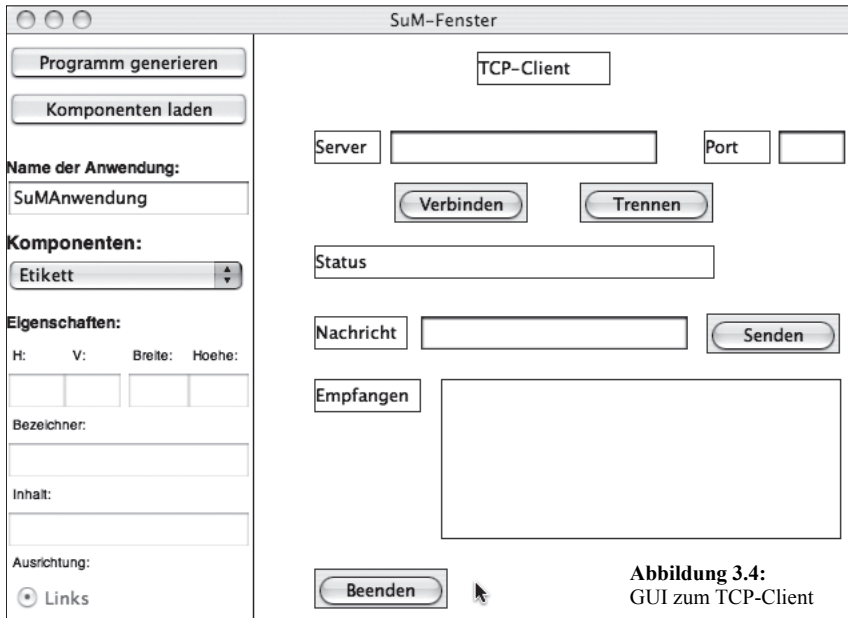 SuM-Fenster
Programm generieren
Komponenten laden
Name der Anwendung:
SuMAnwendung
Komponenten:
Etikett
Eigenschaften:
H: V: Breite: Hoehe:
Bezeichner:
Inhalt:
Ausrichtung:
Links
TCP-Client
Server Port
Verbinden Trennen
Status
Nachricht Senden
Empfangen
Beenden
Abbildung 3.4:
GUI zum TCP-Client